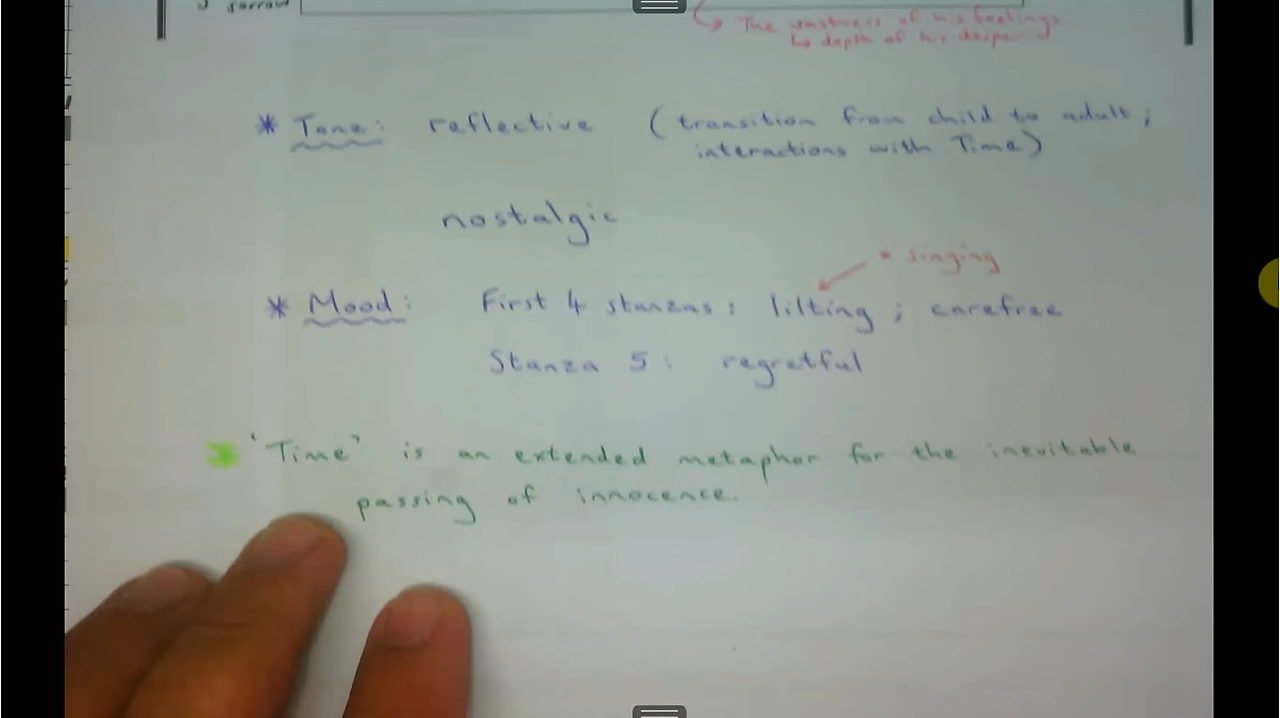 sorrow
↳ The vastness of his feelings
↳ depth of his despair
* Tone: reflective (transition from child to adult;
interactions with Time)
nostalgic
= singing
* Mood: First 4 stanzas: lilting; carefree
Stanza 5: regretful
* 'Time' is an extended metaphor for the inevitable
passing of innocence.